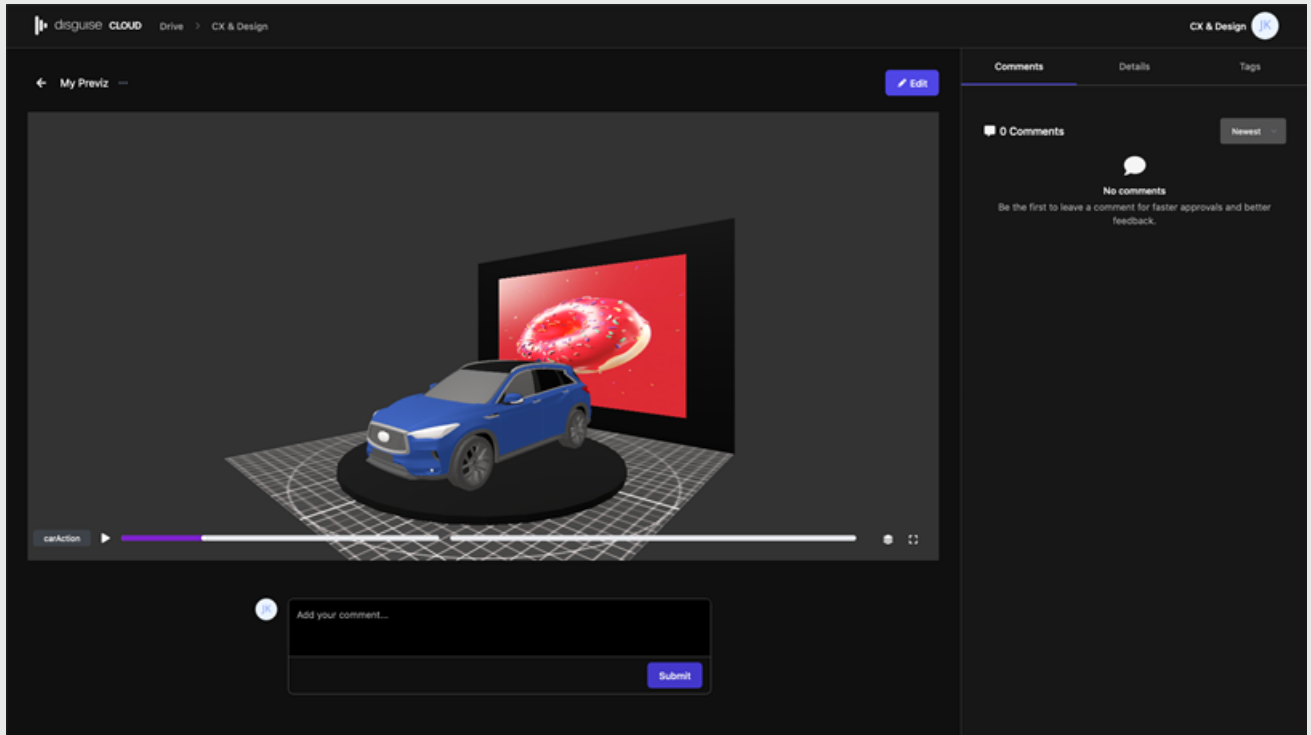 disguise CLOUD Drive > CX & Design
CX & Design JK
My Previz ···
Edit
Comments Details Tags
0 Comments Newest
No comments
Be the first to leave a comment for faster approvals and better
feedback.
carAction
JK
Add your comment...
Submit